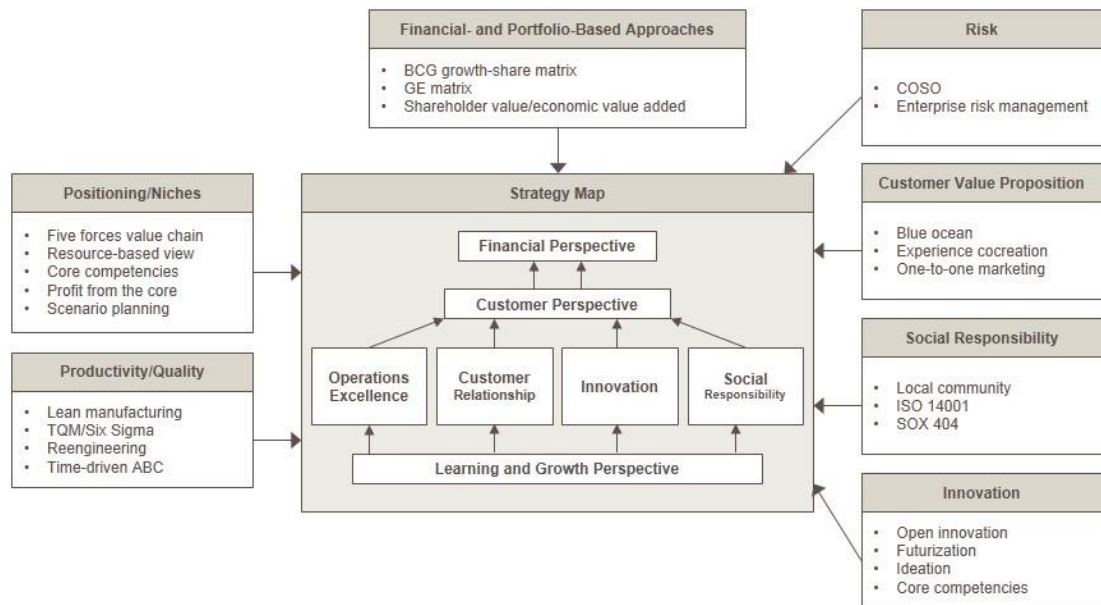 Financial- and Portfolio-Based Approaches
• BCG growth-share matrix
• GE matrix
• Shareholder value/economic value added
Risk
• COSO
• Enterprise risk management
Positioning/Niches
• Five forces value chain
• Resource-based view
• Core competencies
• Profit from the core
• Scenario planning
Productivity/Quality
• Lean manufacturing
• TQM/Six Sigma
• Reengineering
• Time-driven ABC
Strategy Map
Financial Perspective
Customer Perspective
Operations
Excellence
Customer
Relationship
Innovation
Social
Responsibility
Learning and Growth Perspective
Customer Value Proposition
• Blue ocean
• Experience cocreation
• One-to-one marketing
Social Responsibility
• Local community
• ISO 14001
• SOX 404
Innovation
• Open innovation
• Futurization
• Ideation
• Core competencies